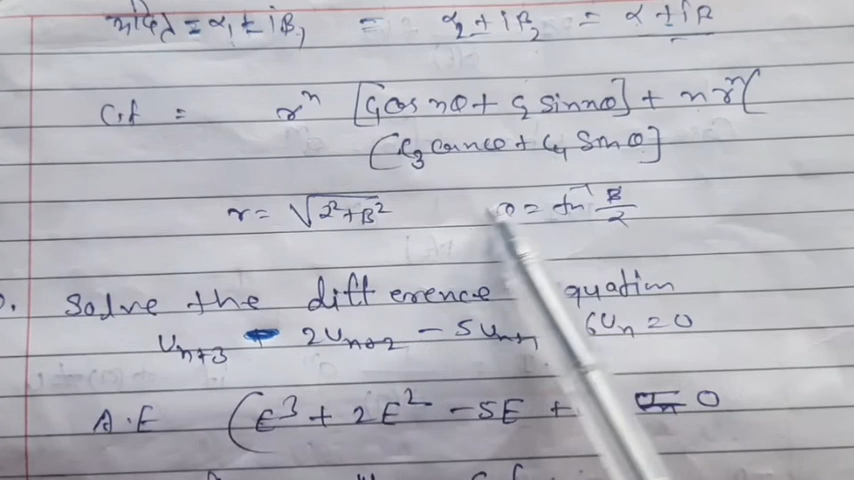 यदि λ = α₁ ± iβ₁ = α₂ ± iβ₂ = α ± iβ
C.f = rⁿ [C₁ cos nθ + C₂ Sin nθ] + n rⁿ (
(C₃ cos nθ + C₄ Sin θ]
r = √(α² + β²) θ = tan⁻¹ β/α
Solve the difference quation
Uₙ₊₃ 2Uₙ₊₂ - 5Uₙ₊₁ 6Uₙ = 0
A.E (E³ + 2E² - 5E + 0